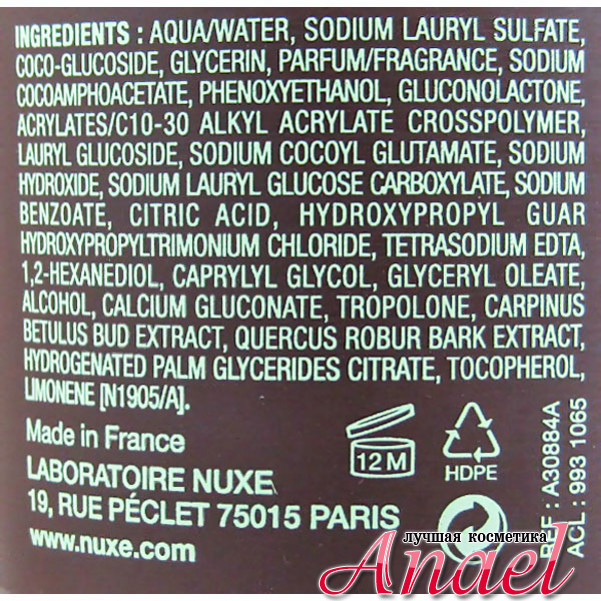 INGREDIENTS : AQUA/WATER, SODIUM LAURYL SULFATE,
COCO-GLUCOSIDE, GLYCERIN, PARFUM/FRAGRANCE, SODIUM
COCOAMPHOACETATE, PHENOXYETHANOL, GLUCONOLACTONE,
ACRYLATES/C10-30 ALKYL ACRYLATE CROSSPOLYMER,
LAURYL GLUCOSIDE, SODIUM COCOYL GLUTAMATE, SODIUM
HYDROXIDE, SODIUM LAURYL GLUCOSE CARBOXYLATE, SODIUM
BENZOATE, CITRIC ACID, HYDROXYPROPYL GUAR
HYDROXYPROPYLTRIMONIUM CHLORIDE, TETRASODIUM EDTA,
1,2-HEXANEDIOL, CAPRYLYL GLYCOL, GLYCERYL OLEATE,
ALCOHOL, CALCIUM GLUCONATE, TROPOLONE, CARPINUS
BETULUS BUD EXTRACT, QUERCUS ROBUR BARK EXTRACT,
HYDROGENATED PALM GLYCERIDES CITRATE, TOCOPHEROL,
LIMONENE [N1905/A].
Made in France
LABORATOIRE NUXE
19, RUE PÉCLET 75015 PARIS
www.nuxe.com
12 M
HDPE
REF : A30884A
ACL : 993 1065
лучшая косметика
Anael